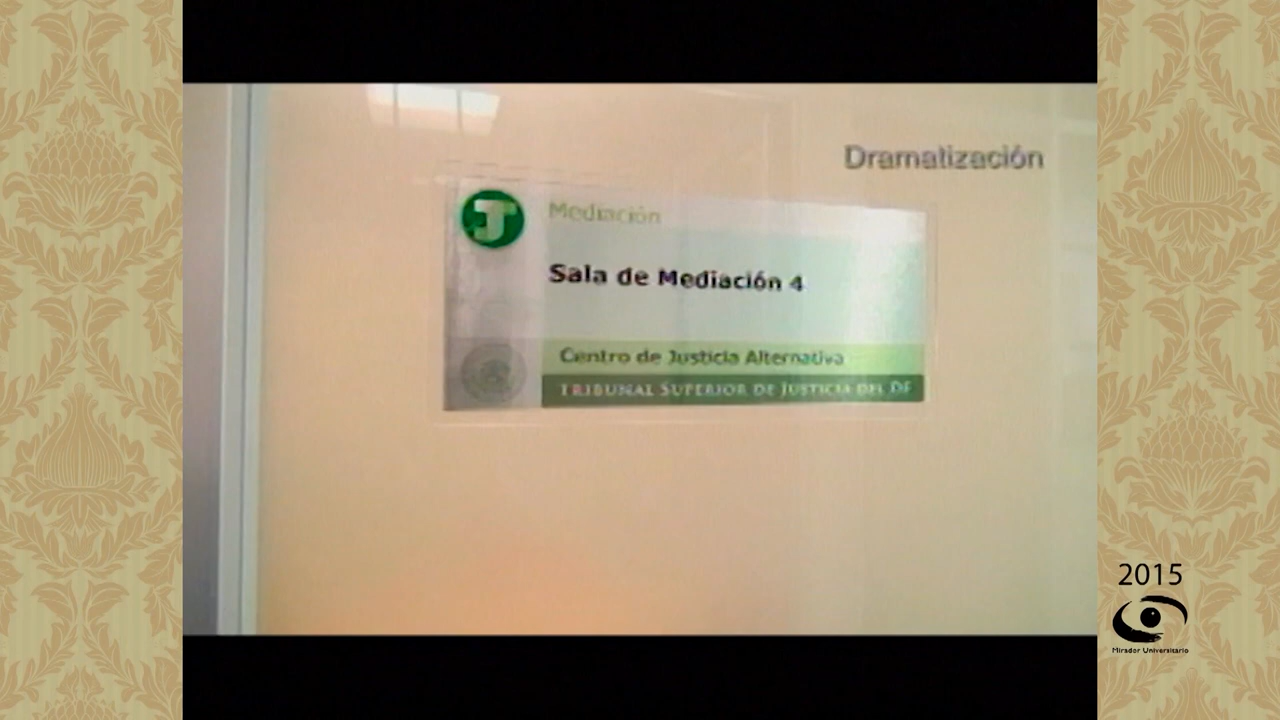 Dramatización
Mediación
Sala de Mediación 4
Centro de Justicia Alternativa
TRIBUNAL SUPERIOR DE JUSTICIA DEL DF
2015
Mirador Universitario